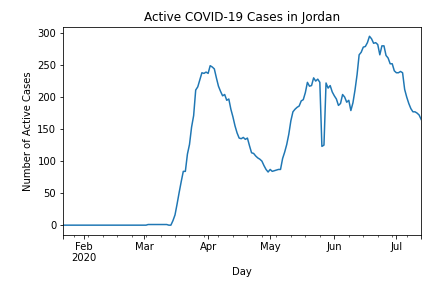 Active COVID-19 Cases in Jordan
300
250
200
150
100
50
0
Number of Active Cases
Feb
2020
Mar
Apr
May
Jun
Jul
Day